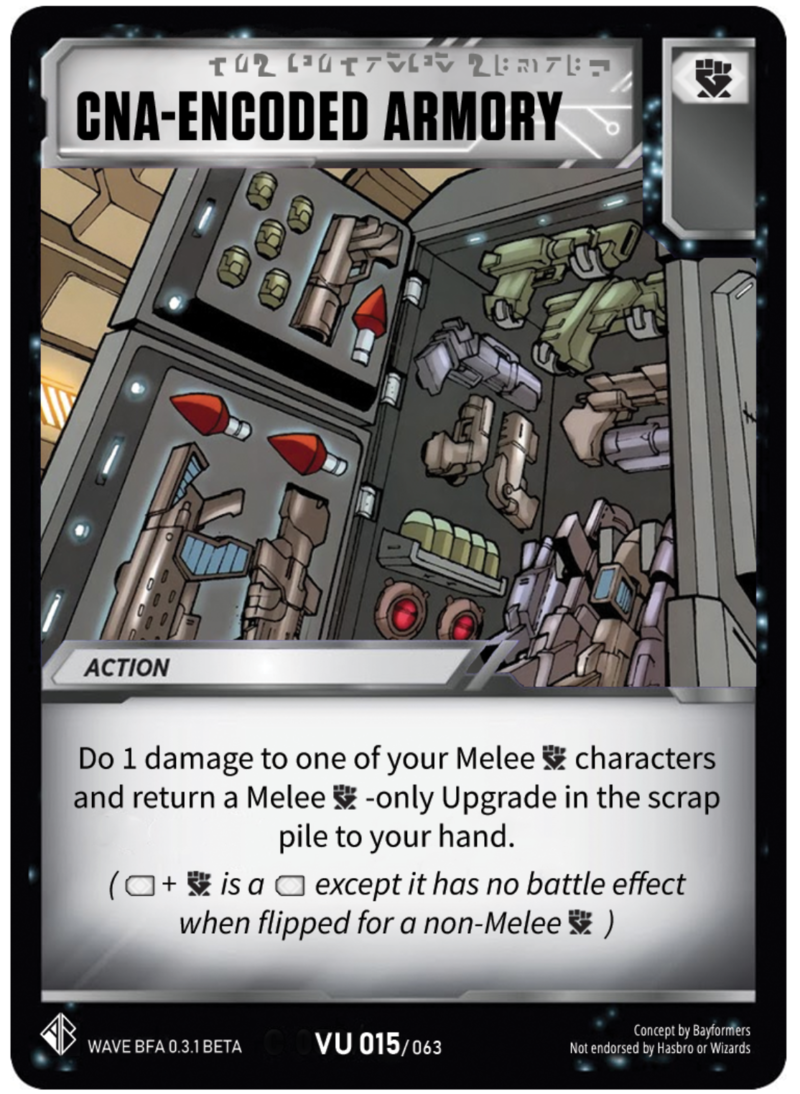 CNA-ENCODED ARMORY
ACTION
Do 1 damage to one of your Melee characters
and return a Melee -only Upgrade in the scrap
pile to your hand.
( + is a except it has no battle effect
when flipped for a non-Melee )
WAVE BFA 0.3.1 BETA
VU 015/063
Concept by Bayformers
Not endorsed by Hasbro or Wizards